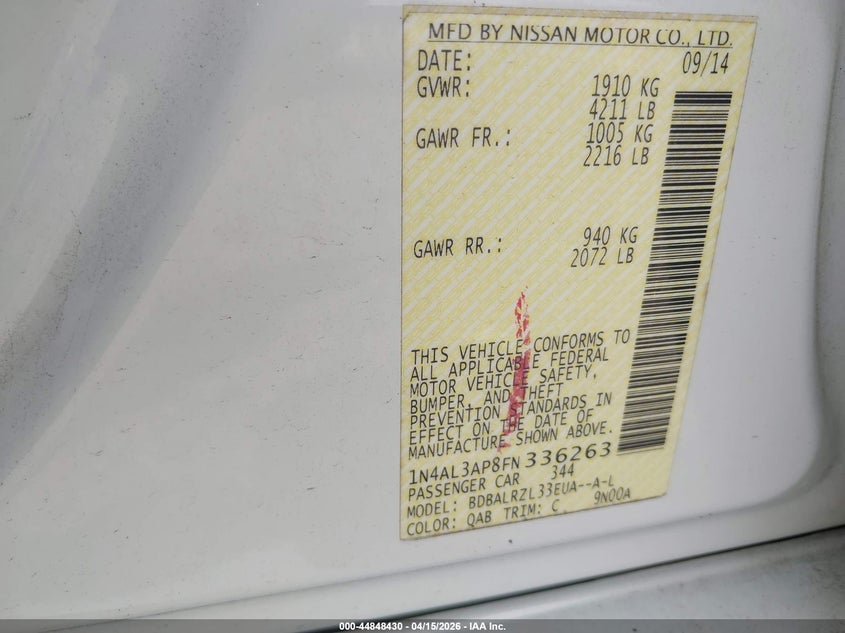 MFD BY NISSAN MOTOR CO., LTD.
DATE: 09/14
GVWR: 1910 KG
4211 LB
GAWR FR.: 1005 KG
2216 LB
GAWR RR.: 940 KG
2072 LB
THIS VEHICLE CONFORMS TO
ALL APPLICABLE FEDERAL
MOTOR VEHICLE SAFETY,
BUMPER, AND THEFT
PREVENTION STANDARDS IN
EFFECT ON THE DATE OF
MANUFACTURE SHOWN ABOVE.
1N4AL3AP8FN336263
PASSENGER CAR 344
MODEL: BDBALRZL33EUA--A-L
COLOR: QAB TRIM: C 9N00A
000-44848430 - 04/15/2026 - IAA Inc.